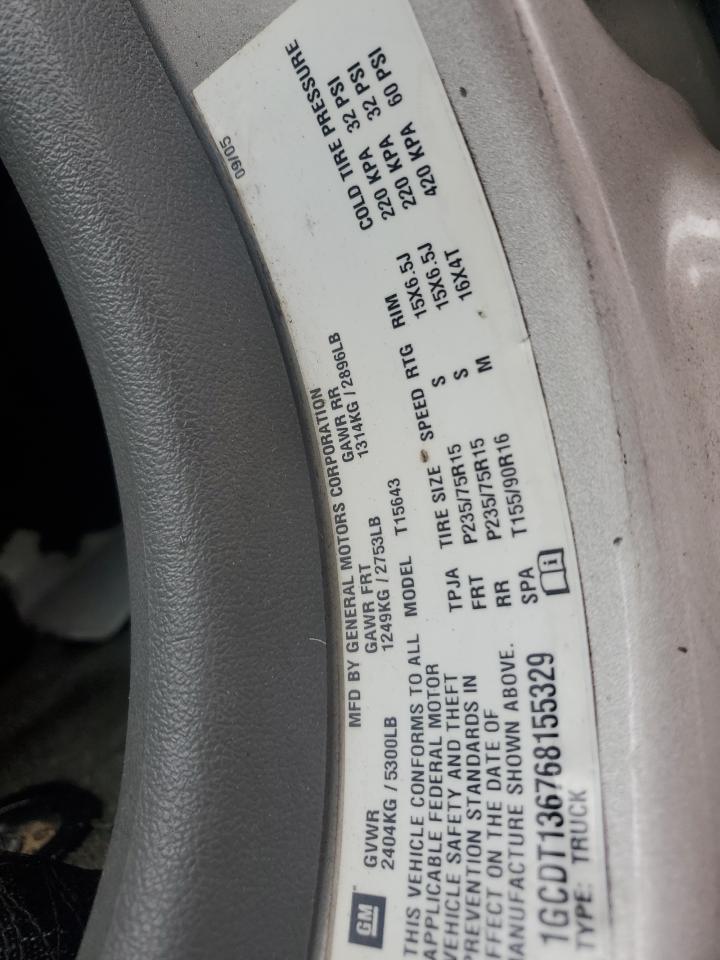 GM
MFD BY GENERAL MOTORS CORPORATION
09/05
GVWR GAWR FRT GAWR RR
2404KG / 5300LB 1249KG / 2753LB 1314KG / 2896LB
THIS VEHICLE CONFORMS TO ALL
APPLICABLE FEDERAL MOTOR
VEHICLE SAFETY AND THEFT
PREVENTION STANDARDS IN
EFFECT ON THE DATE OF
MANUFACTURE SHOWN ABOVE.
1GCDT136768155329
TYPE: TRUCK
MODEL T15643
TPJA TIRE SIZE SPEED RTG RIM COLD TIRE PRESSURE
FRT P235/75R15 S 15X6.5J 220 KPA 32 PSI
RR P235/75R15 S 15X6.5J 220 KPA 32 PSI
SPA T155/90R16 M 16X4T 420 KPA 60 PSI